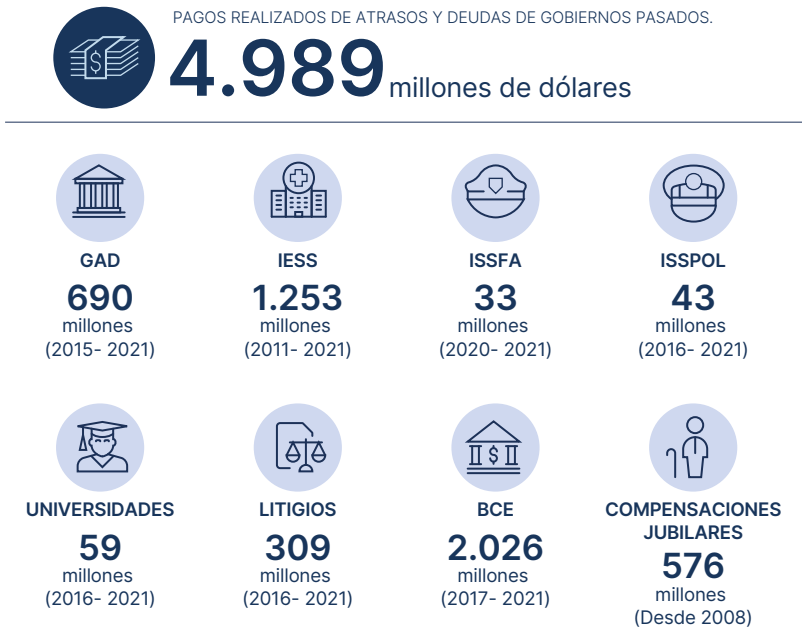 PAGOS REALIZADOS DE ATRASOS Y DEUDAS DE GOBIERNOS PASADOS.
4.989 millones de dólares
GAD
690
millones
(2015- 2021)
IESS
1.253
millones
(2011- 2021)
ISSFA
33
millones
(2020- 2021)
ISSPOL
43
millones
(2016- 2021)
UNIVERSIDADES
59
millones
(2016- 2021)
LITIGIOS
309
millones
(2016- 2021)
BCE
2.026
millones
(2017- 2021)
COMPENSACIONES
JUBILARES
576
millones
(Desde 2008)